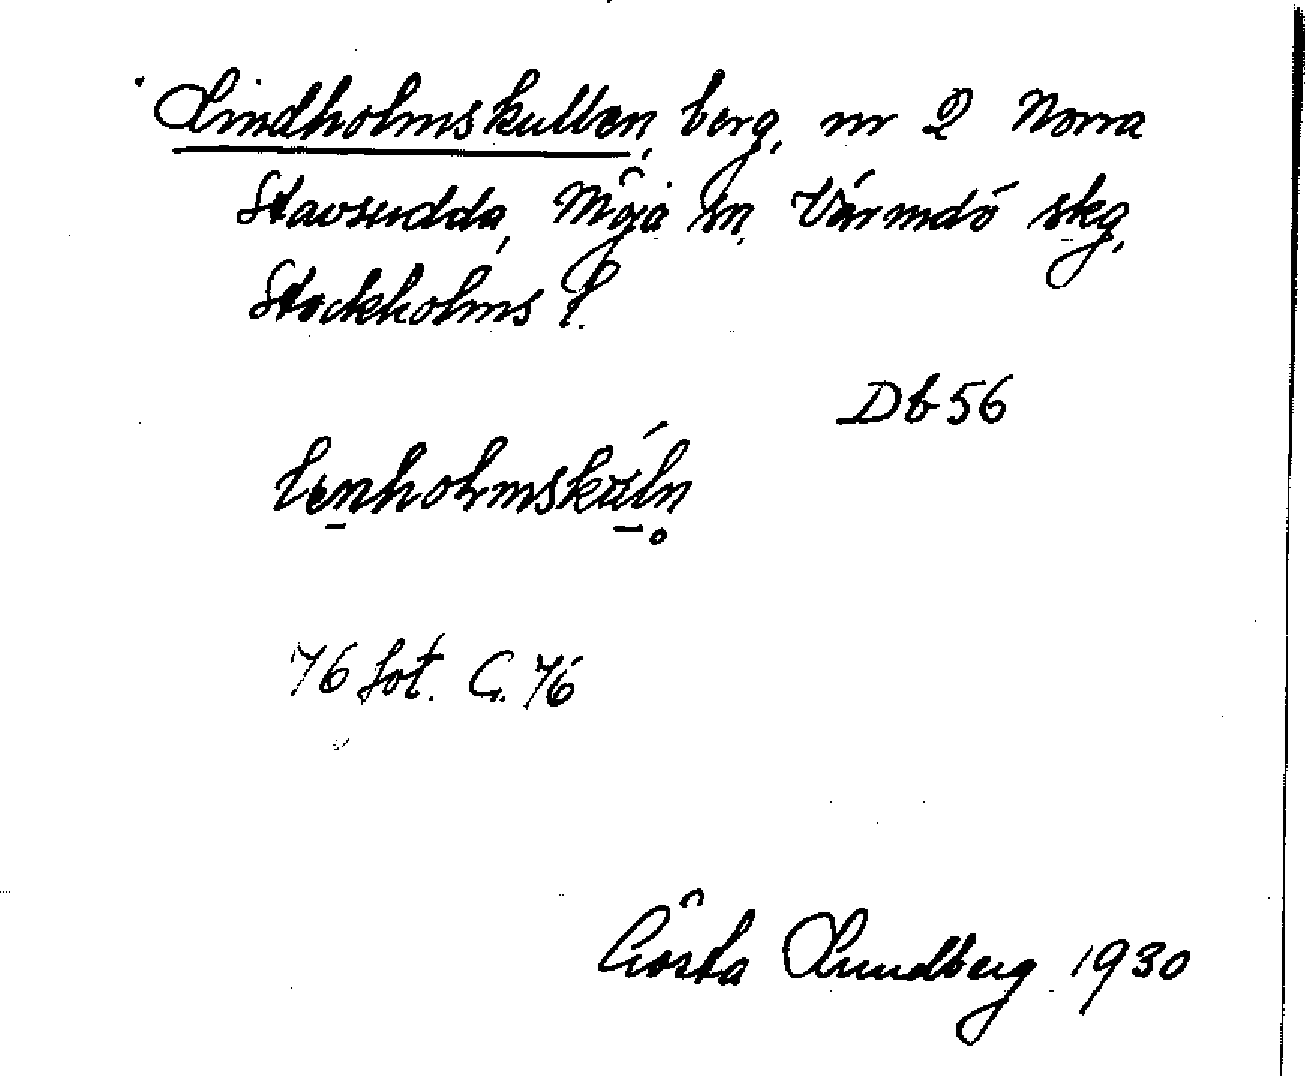 Lindholmskullen, berg, nr 2 Norra
Stavsudda, Möja sn. Värmdö skg,
Stockholms l.
Db 56
76 fot. G. 76
Gösta Lundberg 1930